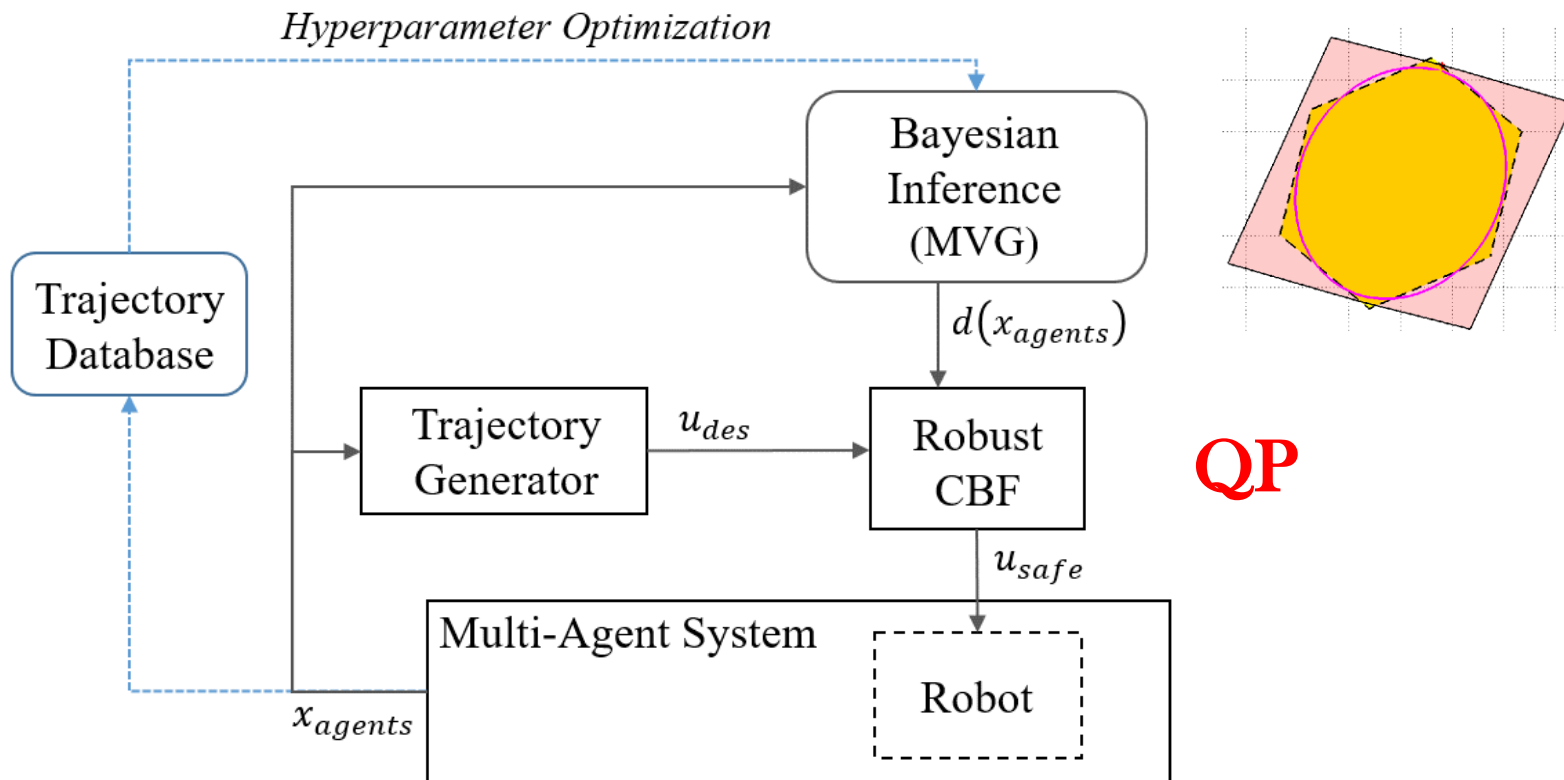 Hyperparameter Optimization
Bayesian
Inference
(MVG)
Trajectory
Database
d(x_agents)
Trajectory
Generator
u_des
Robust
CBF
QP
u_safe
Multi-Agent System
Robot
x_agents